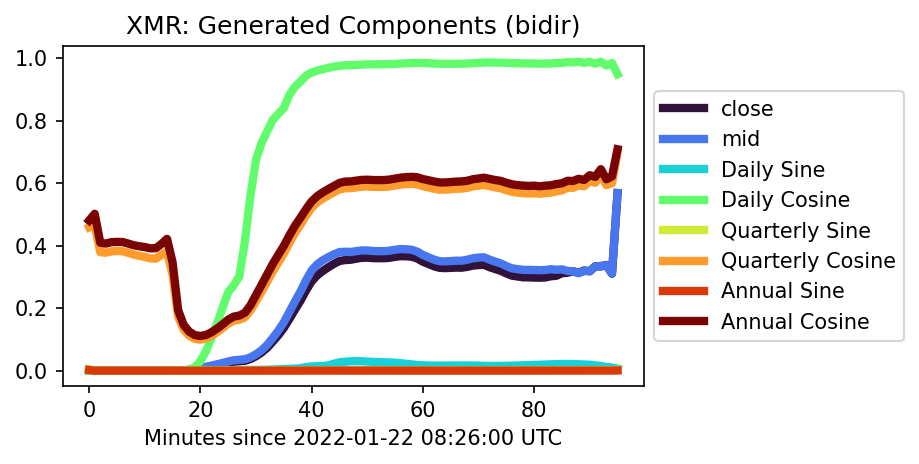 XMR: Generated Components (bidir)
1.0
0.8
0.6
0.4
0.2
0.0
0 20 40 60 80
Minutes since 2022-01-22 08:26:00 UTC
close
mid
Daily Sine
Daily Cosine
Quarterly Sine
Quarterly Cosine
Annual Sine
Annual Cosine